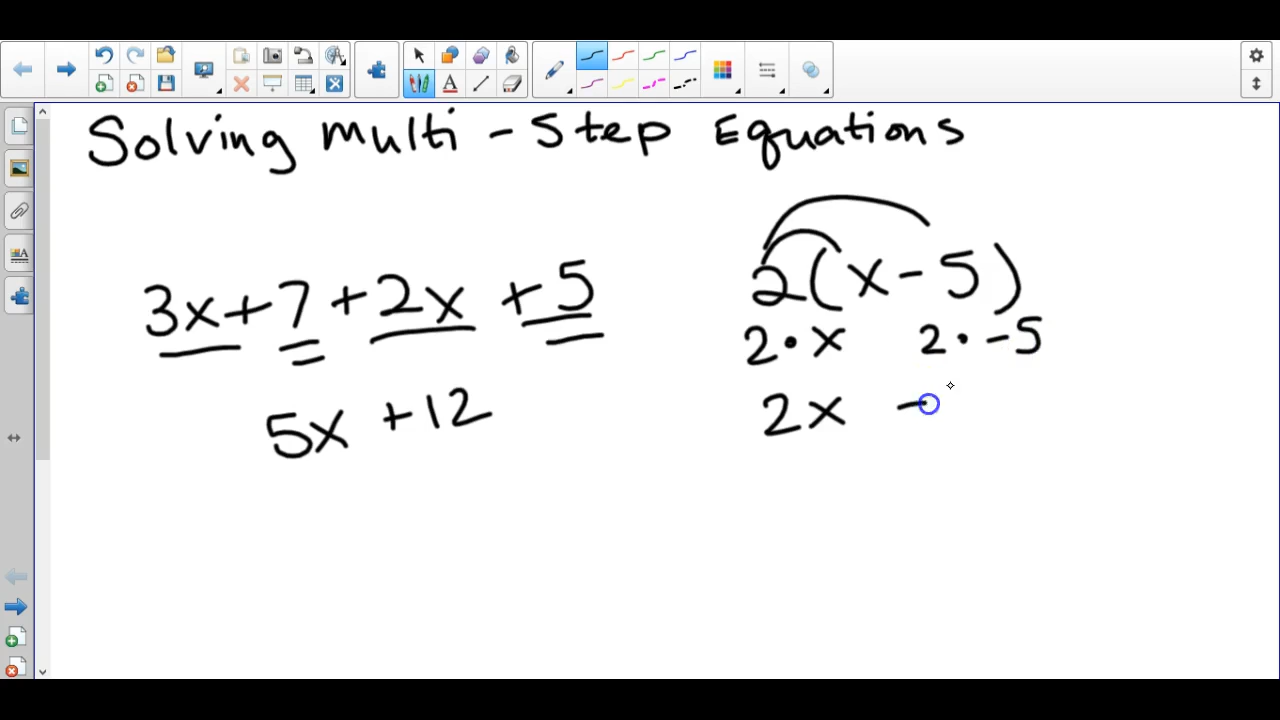 Solving Multi-Step Equations
3x+7+2x+5
5x +12
2(x-5)
2•x 2•-5
2x -